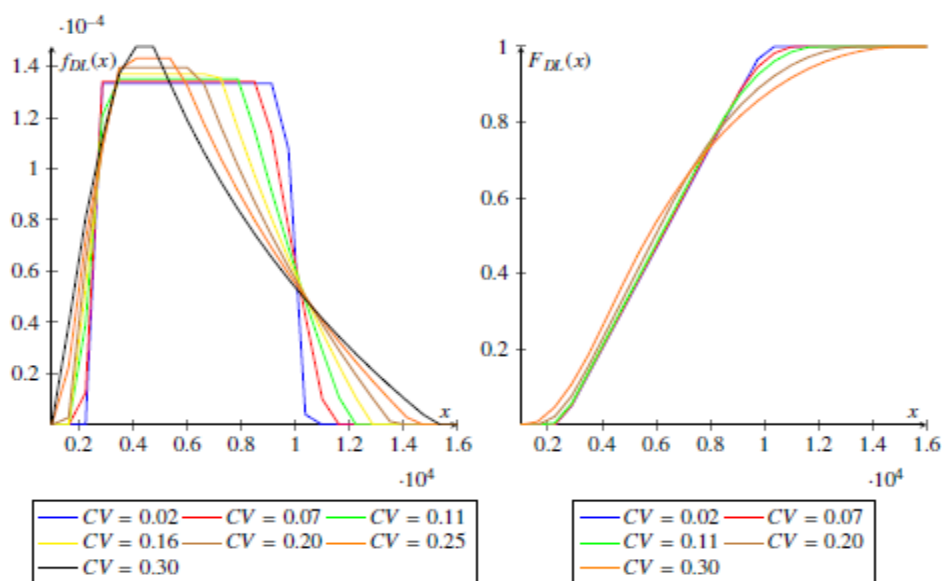 ·10⁻⁴
f_DL(x)
1.4
1.2
1
0.8
0.6
0.4
0.2
x
0.2 0.4 0.6 0.8 1 1.2 1.4 1.6
·10⁴
CV = 0.02 CV = 0.07 CV = 0.11
CV = 0.16 CV = 0.20 CV = 0.25
CV = 0.30
1
F_DL(x)
0.8
0.6
0.4
0.2
x
0.2 0.4 0.6 0.8 1 1.2 1.4 1.6
·10⁴
CV = 0.02 CV = 0.07
CV = 0.11 CV = 0.20
CV = 0.30